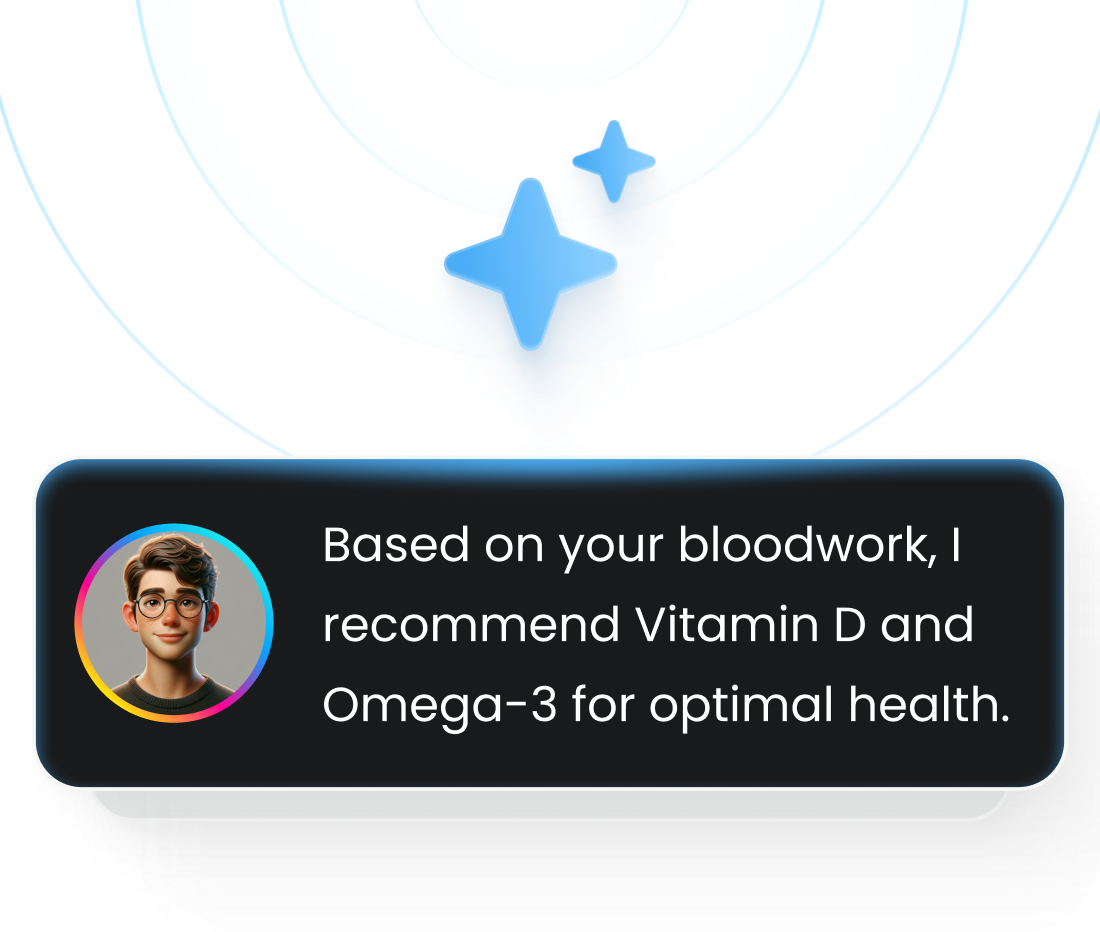 Based on your bloodwork, I
recommend Vitamin D and
Omega-3 for optimal health.